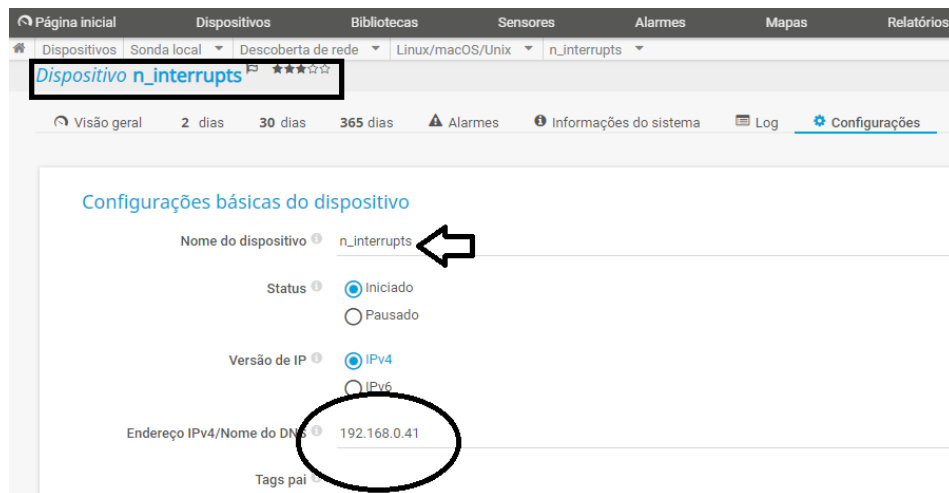 Página inicial Dispositivos Bibliotecas Sensores Alarmes Mapas Relatórios
Dispositivos Sonda local Descoberta de rede Linux/macOS/Unix n_interrupts
Dispositivo n_interrupts
Visão geral 2 dias 30 dias 365 dias Alarmes Informações do sistema Log Configurações
Configurações básicas do dispositivo
Nome do dispositivo n_interrupts
Status Iniciado
Pausado
Versão de IP IPv4
IPv6
Endereço IPv4/Nome do DNS 192.168.0.41
Tags pai